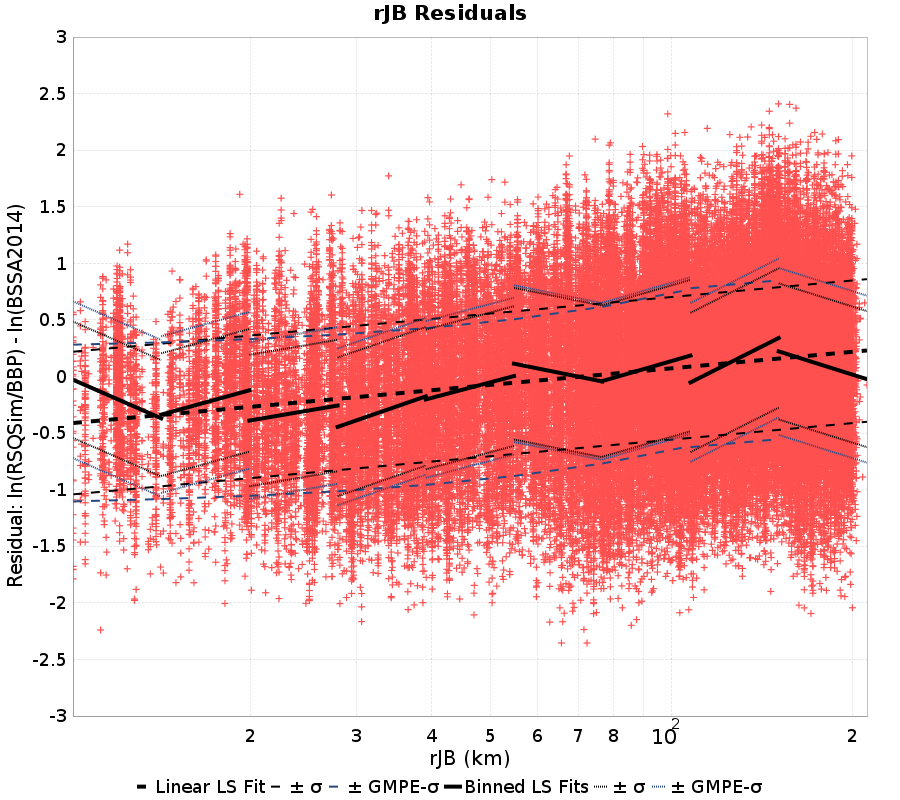 rJB Residuals
3
2.5
2
1.5
1
0.5
0
-0.5
-1
-1.5
-2
-2.5
-3
Residual: ln(RSQSim/BBP) - ln(BSSA2014)
2 3 4 5 6 7 8 10² 2
rJB (km)
Linear LS Fit ± σ ± GMPE-σ Binned LS Fits ± σ ± GMPE-σ